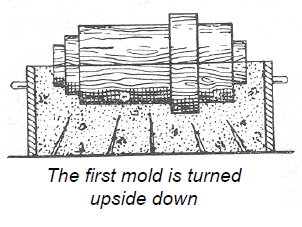 The first mold is turned
upside down